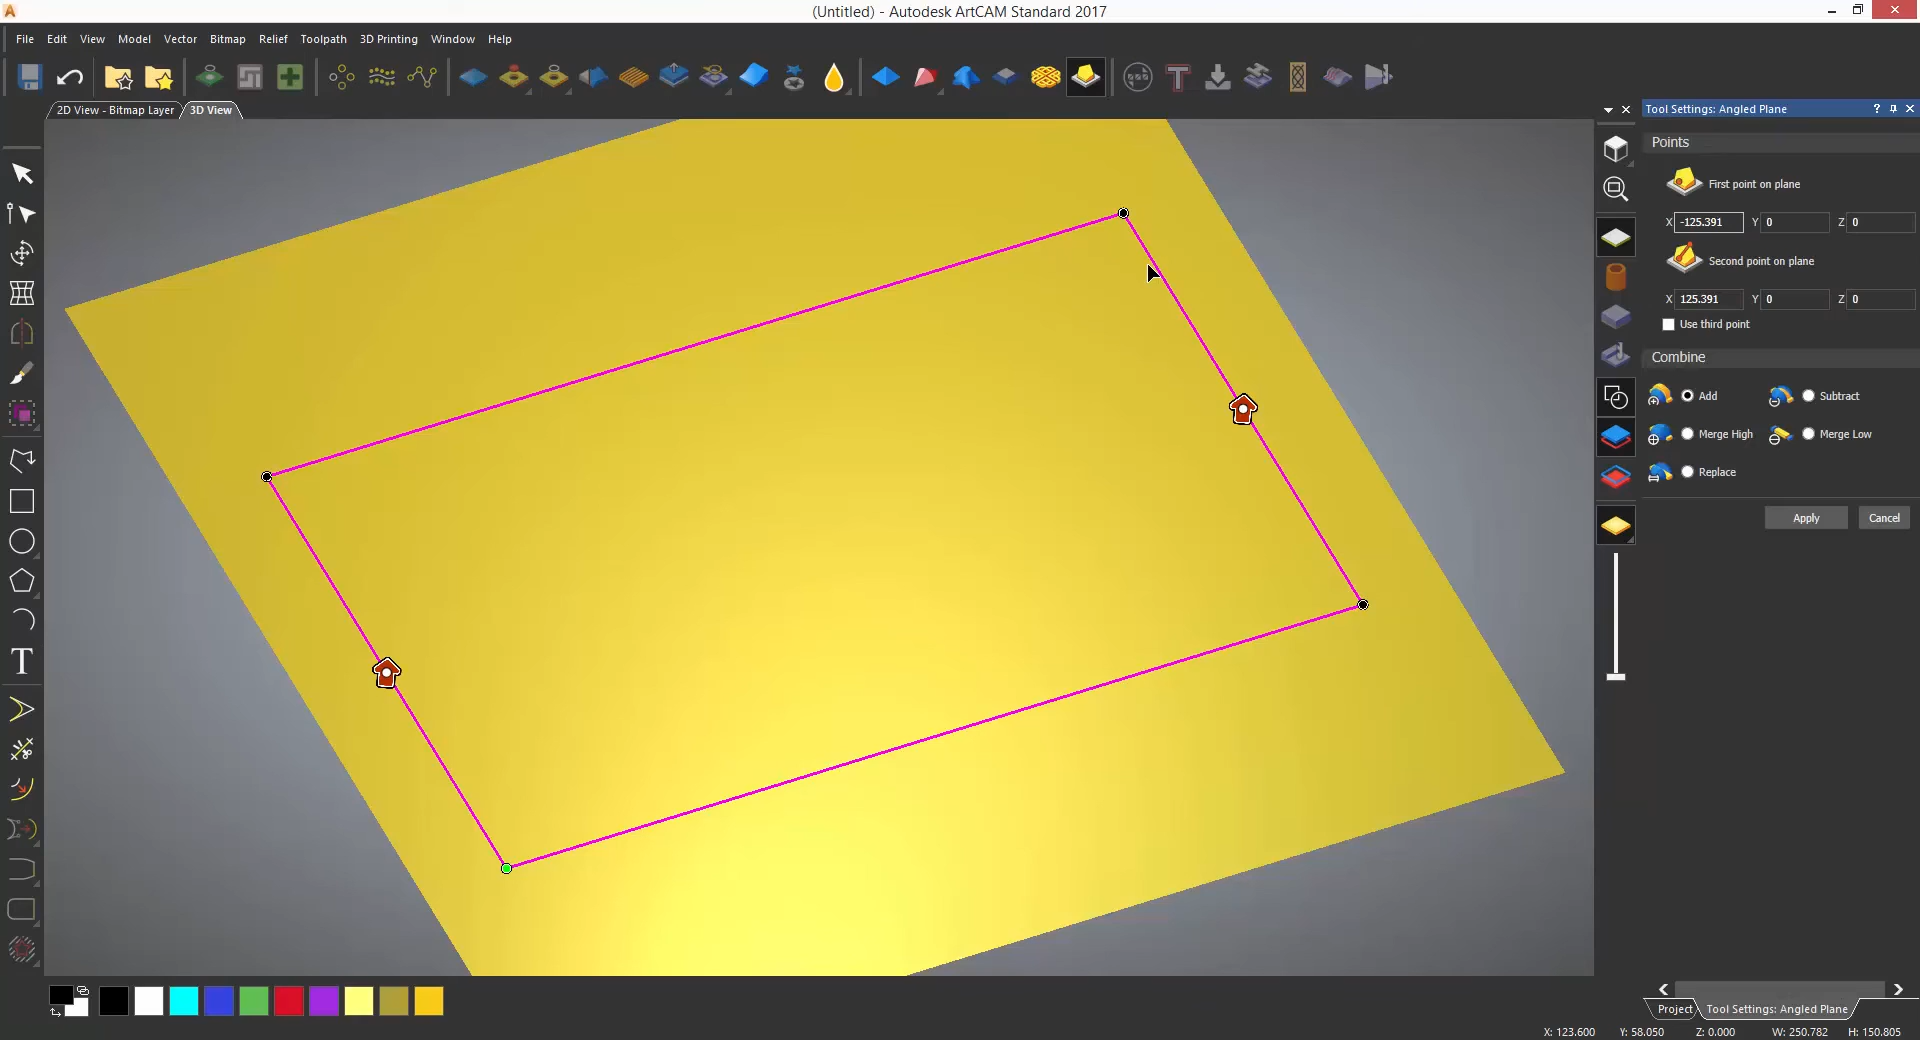 (Untitled) - Autodesk ArtCAM Standard 2017
File Edit View Model Vector Bitmap Relief Toolpath 3D Printing Window Help
2D View - Bitmap Layer 3D View
Tool Settings: Angled Plane
Points
First point on plane
X -125.391 Y 0 Z 0
Second point on plane
X 125.391 Y 0 Z 0
Use third point
Combine
Add Subtract
Merge High Merge Low
Replace
Apply Cancel
T
Project Tool Settings: Angled Plane
X: 123.600 Y: 58.050 Z: 0.000 W: 250.782 H: 150.805